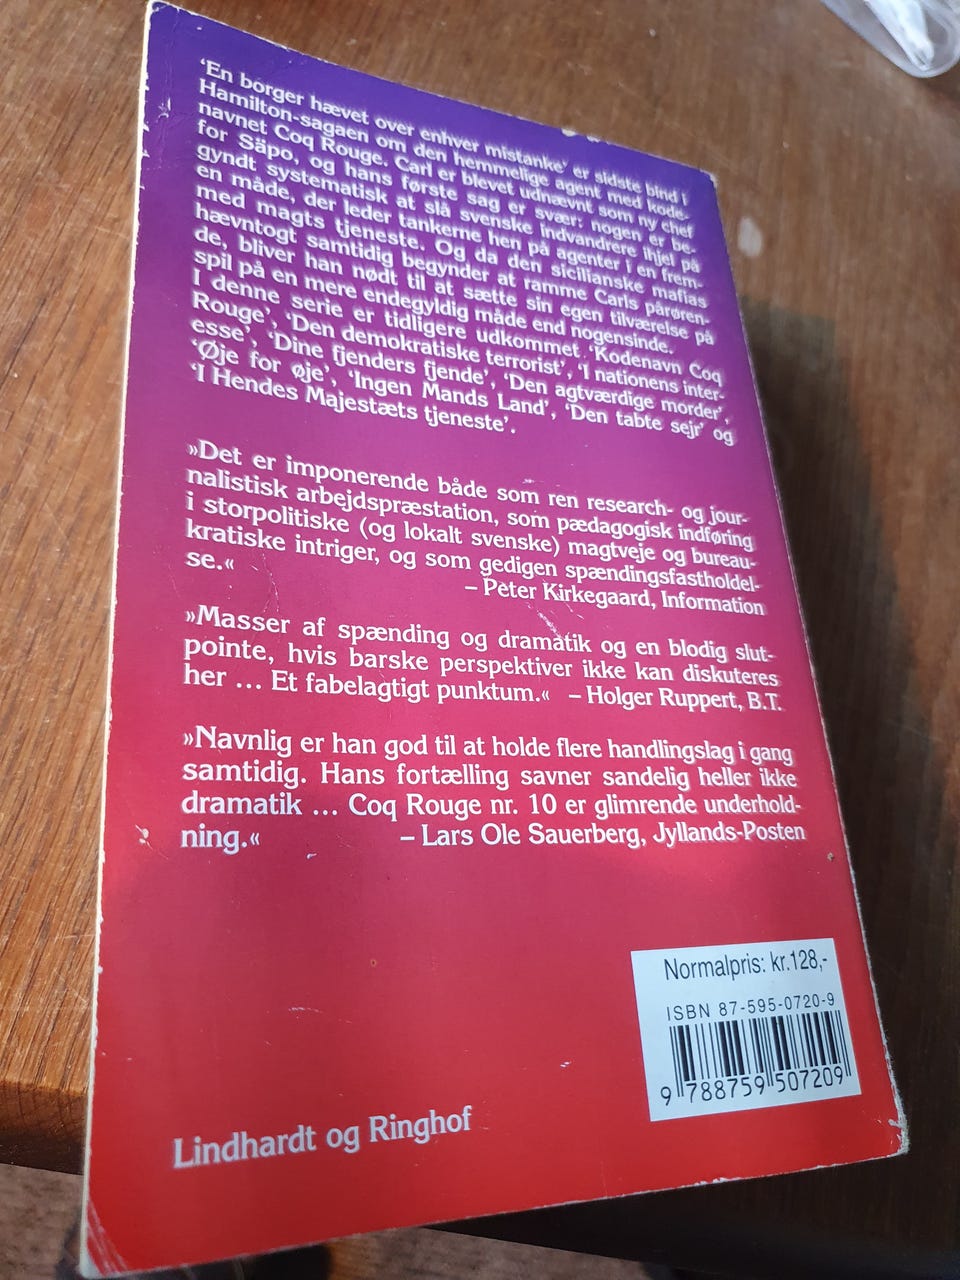 ‘En borger hævet over enhver mistanke’ er sidste bind i
Hamilton-sagaen om den hemmelige agent med kode-
navnet Coq Rouge. Carl er blevet udnævnt som ny chef
for Säpo, og hans første sag er svær: nogen er be-
gyndt systematisk at slå svenske indvandrere ihjel på
en måde, der leder tankerne hen på agenter i en frem-
med magts tjeneste. Og da den sicilianske mafias
hævntogt samtidig begynder at ramme Carls pårøren-
de, bliver han nødt til at sætte sin egen tilværelse på
spil på en mere endegyldig måde end nogensinde.
I denne serie er tidligere udkommet ‘Kodenavn Coq
Rouge’, ‘Den demokratiske terrorist’, ‘I nationens inter-
esse’, ‘Dine fjenders fjende’, ‘Den agtværdige morder’,
‘Øje for øje’, ‘Ingen Mands Land’, ‘Den tabte sejr’ og
‘I Hendes Majestæts tjeneste’.
»Det er imponerende både som ren research- og jour-
nalistisk arbejdspræstation, som pædagogisk indføring
i storpolitiske (og lokalt svenske) magtveje og bureau-
kratiske intriger, og som gedigen spændingsfastholdel-
se.«
– Peter Kirkegaard, Information
»Masser af spænding og dramatik og en blodig slut-
pointe, hvis barske perspektiver ikke kan diskuteres
her ... Et fabelagtigt punktum.« – Holger Ruppert, B.T.
»Navnlig er han god til at holde flere handlingslag i gang
samtidig. Hans fortælling savner sandelig heller ikke
dramatik ... Coq Rouge nr. 10 er glimrende underhold-
ning.« – Lars Ole Sauerberg, Jyllands-Posten
Normalpris: kr.128,-
ISBN 87-595-0720-9
9 788759 507209
Lindhardt og Ringhof